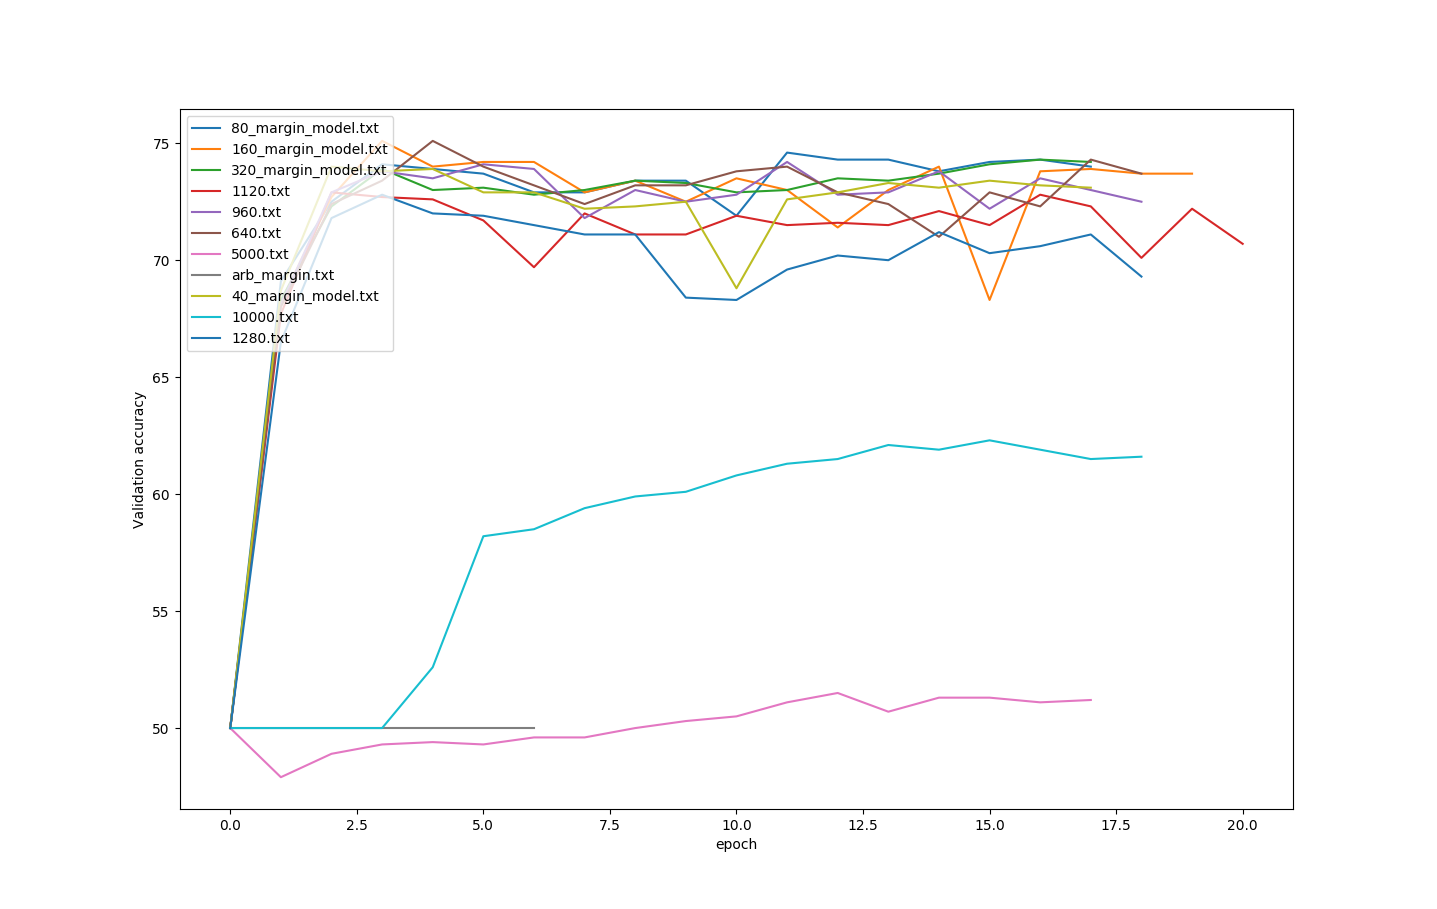 75
70
65
60
55
50
Validation accuracy
80_margin_model.txt
160_margin_model.txt
320_margin_model.txt
1120.txt
960.txt
640.txt
5000.txt
arb_margin.txt
40_margin_model.txt
10000.txt
1280.txt
0.0 2.5 5.0 7.5 10.0 12.5 15.0 17.5 20.0
epoch